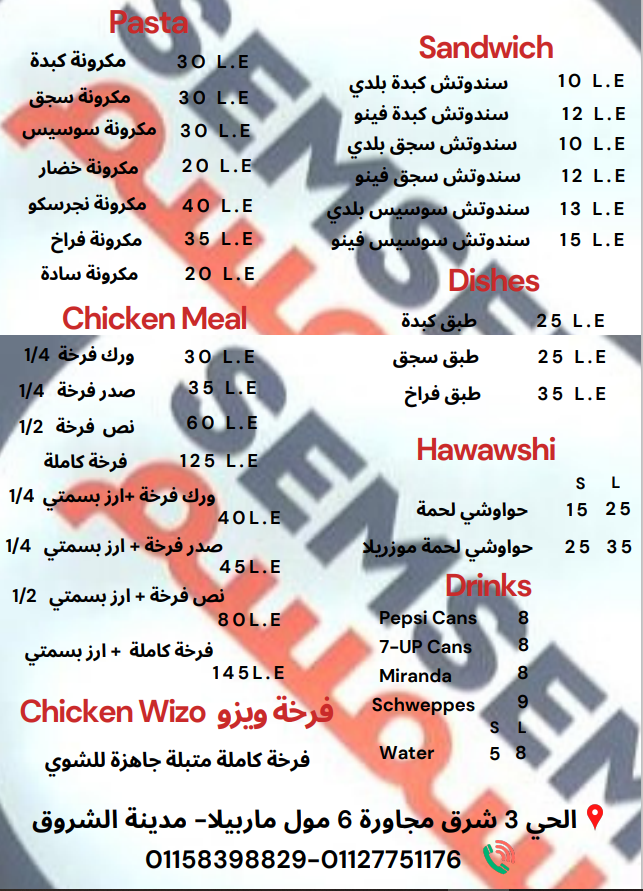 Pasta
مكرونة كبدة 30 L.E
مكرونة سجق 30 L.E
مكرونة سوسيس 30 L.E
مكرونة خضار 20 L.E
مكرونة نجرسكو 40 L.E
مكرونة فراخ 35 L.E
مكرونة سادة 20 L.E
Chicken Meal
ورك فرخة 1/4 30 L.E
صدر فرخة 1/4 35 L.E
نص فرخة 1/2 60 L.E
فرخة كاملة 125 L.E
ورك فرخة +ارز بسمتي 1/4
40L.E
صدر فرخة + ارز بسمتي 1/4
45L.E
نص فرخة + ارز بسمتي 1/2
80L.E
فرخة كاملة + ارز بسمتي
145L.E
Chicken Wizo فرخة ويزو
فرخة كاملة متبلة جاهزة للشوي
Sandwich
سندوتش كبدة بلدي 10 L.E
سندوتش كبدة فينو 12 L.E
سندوتش سجق بلدي 10 L.E
سندوتش سجق فينو 12 L.E
سندوتش سوسيس بلدي 13 L.E
سندوتش سوسيس فينو 15 L.E
Dishes
طبق كبدة 25 L.E
طبق سجق 25 L.E
طبق فراخ 35 L.E
Hawawshi
S L
حواوشي لحمة 15 25
حواوشي لحمة موزريلا 25 35
Drinks
Pepsi Cans 8
7-UP Cans 8
Miranda 8
Schweppes 9
S L
Water 5 8
الحي 3 شرق مجاورة 6 مول ماربيلا- مدينة الشروق
01158398829-01127751176
SEMSE
سمسم
SEMSEM
سمسم